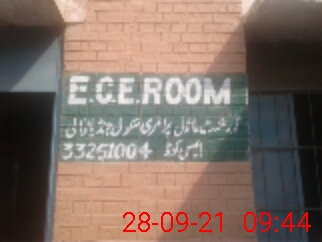 E.C.E.ROOM
گورنمنٹ ماڈل پرائمری سکول
33251004 ایمس کوڈ
28-09-21 09:44